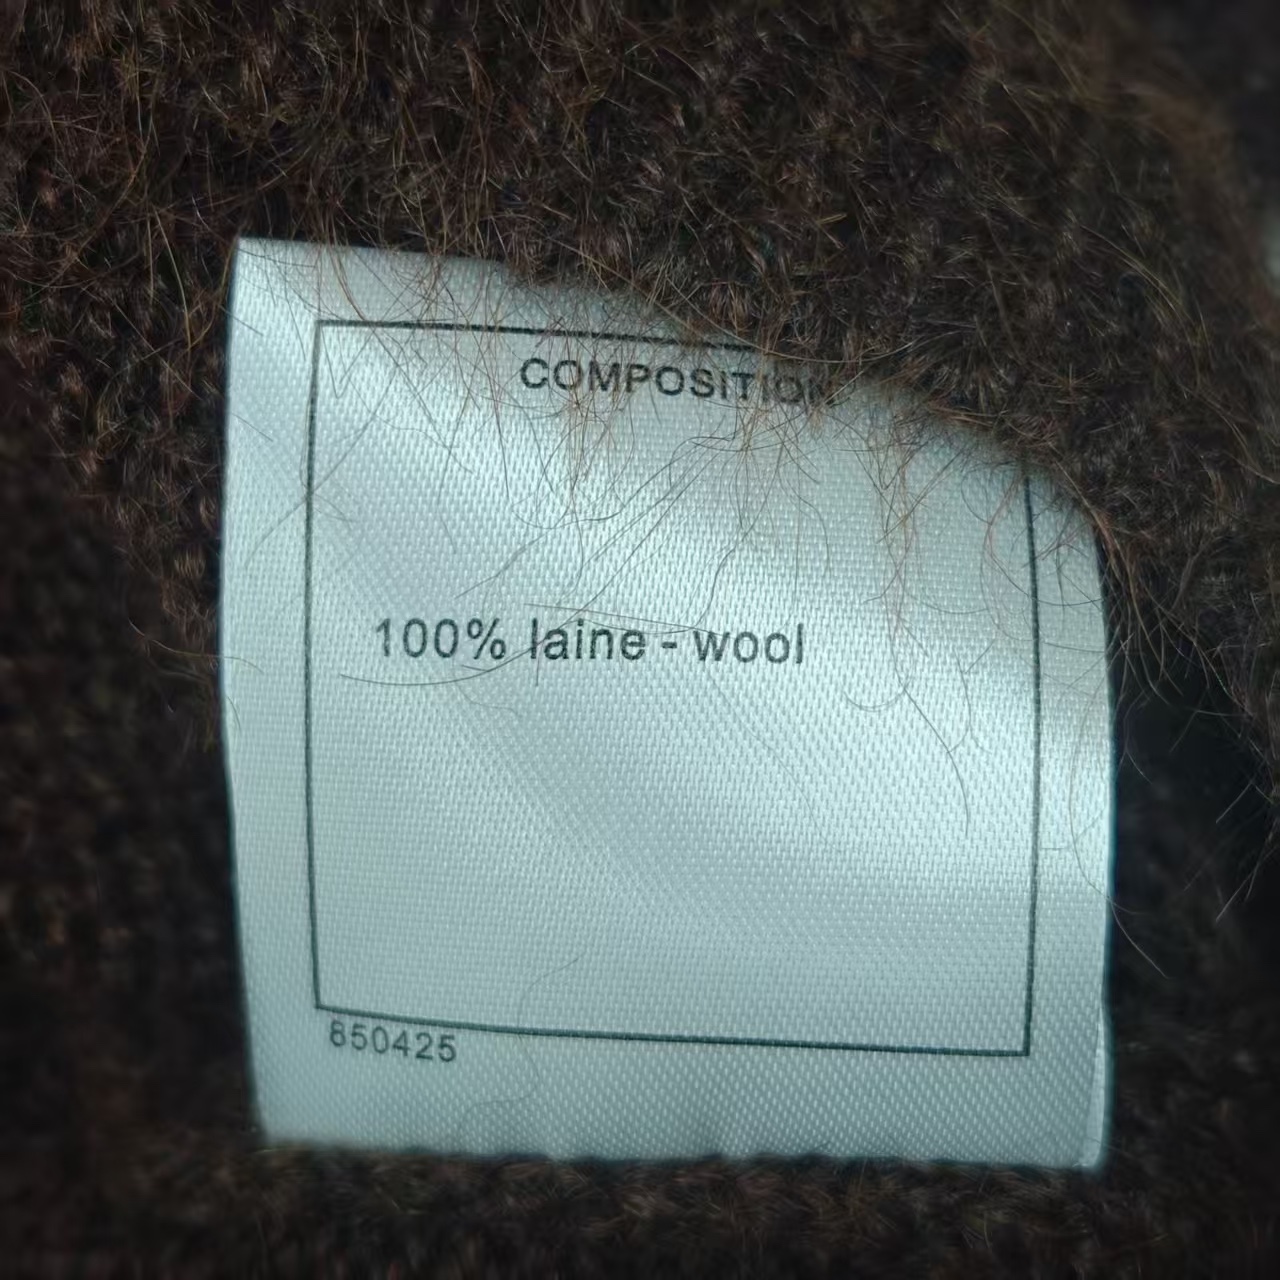 COMPOSITION
100% laine - wool
850425